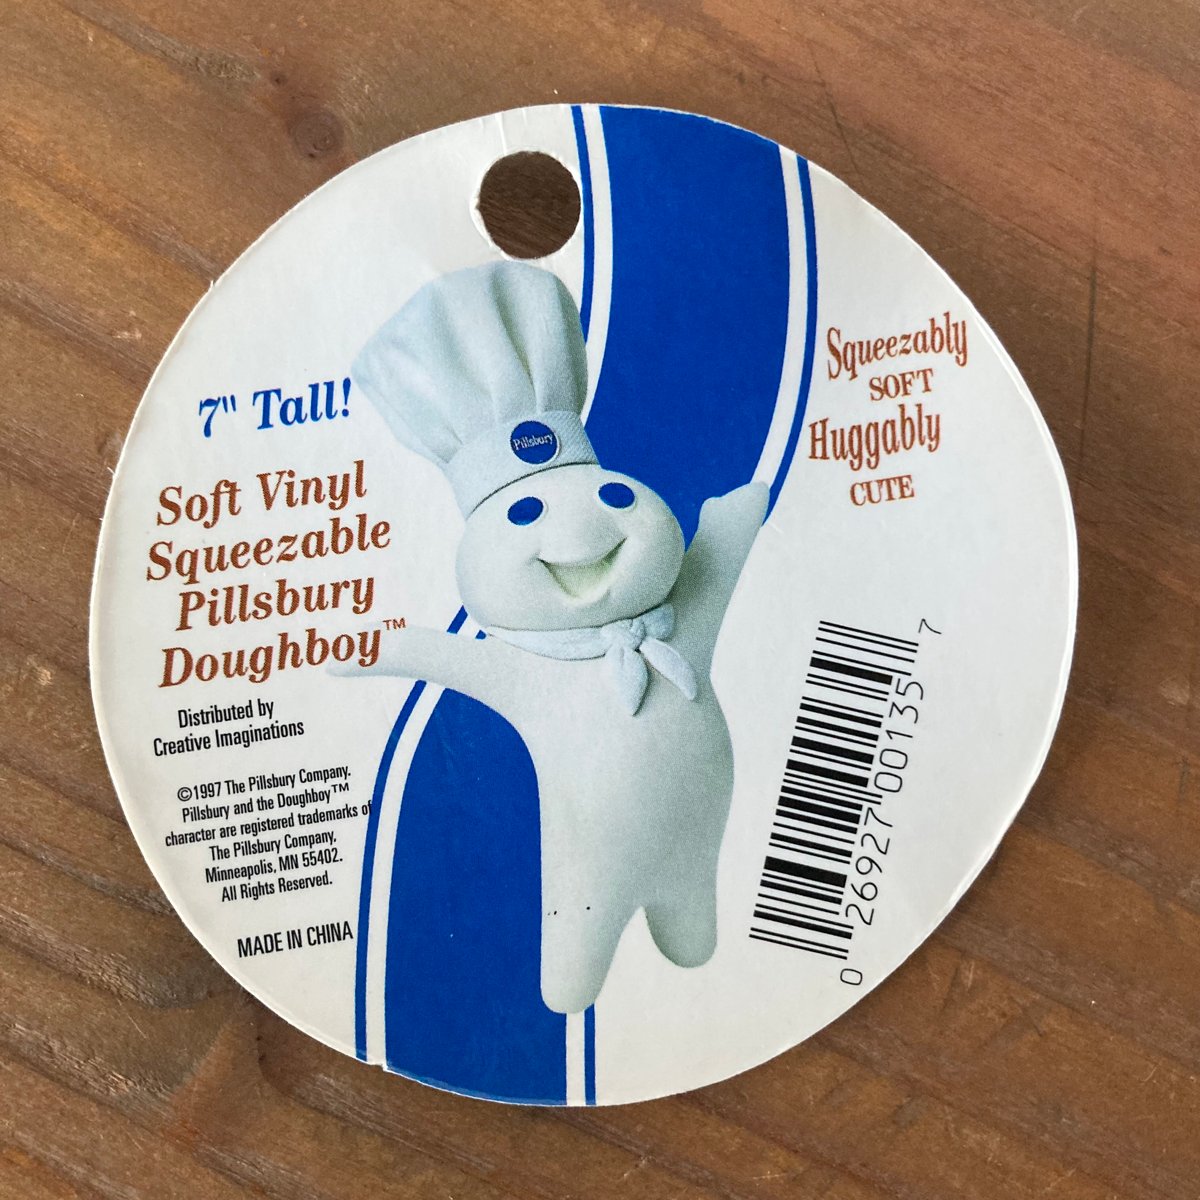 7" Tall!
Soft Vinyl
Squeezable
Pillsbury
Doughboy™
Distributed by
Creative Imaginations
©1997 The Pillsbury Company.
Pillsbury and the Doughboy™
character are registered trademarks of
The Pillsbury Company,
Minneapolis, MN 55402.
All Rights Reserved.
MADE IN CHINA
Pillsbury
Squeezably
SOFT
Huggably
CUTE
0 26927 00135 7